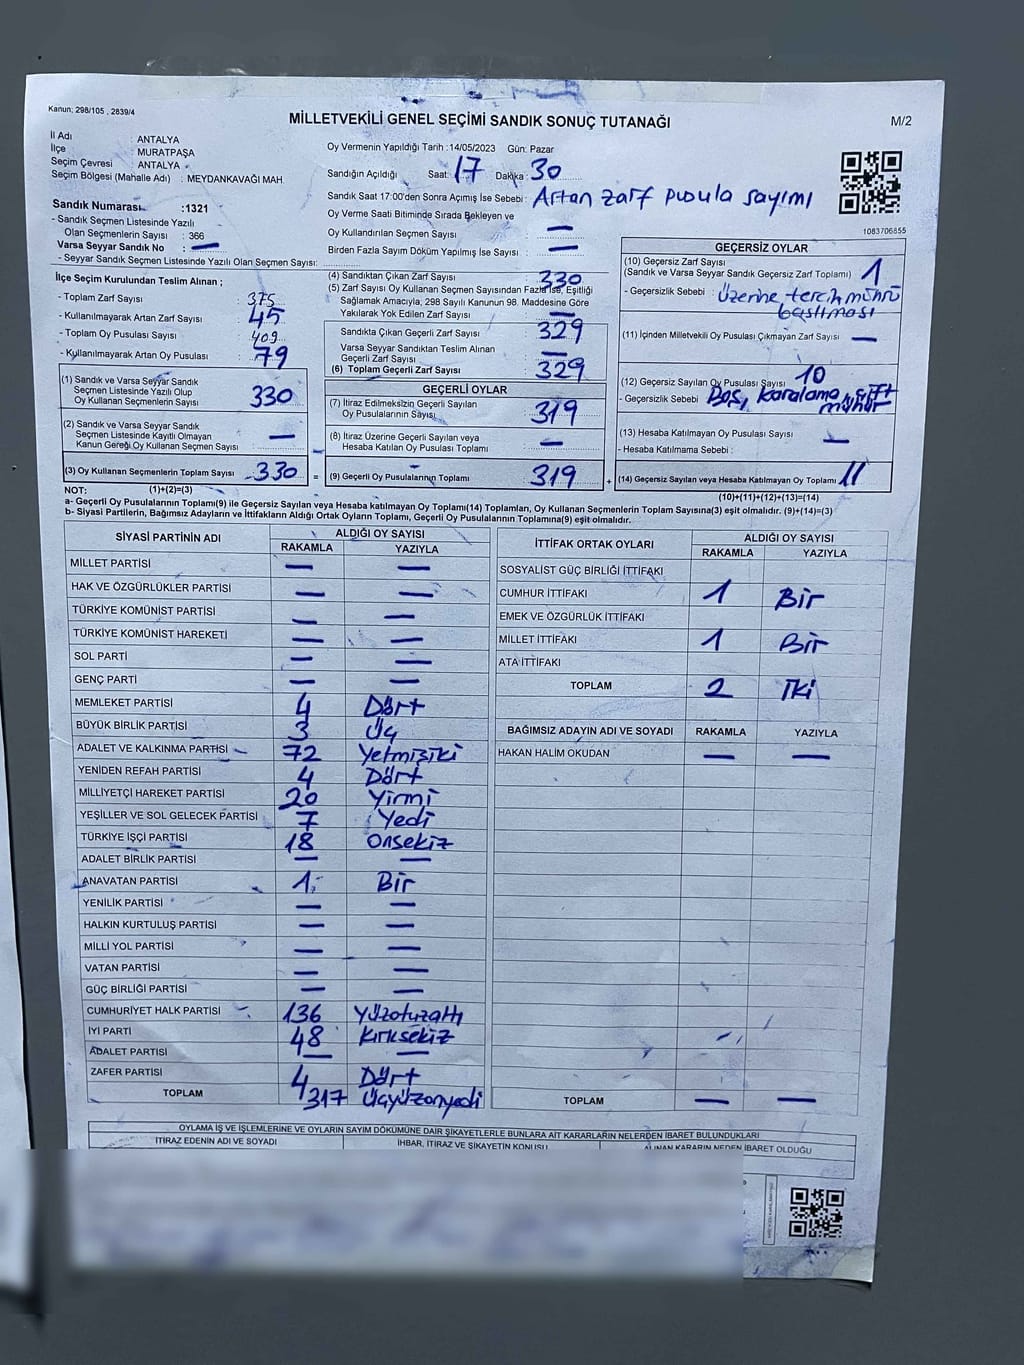 Kanun; 298/105 , 2839/4
MİLLETVEKİLİ GENEL SEÇİMİ SANDIK SONUÇ TUTANAĞI
M/2
İl Adı : ANTALYA
İlçe : MURATPAŞA
Seçim Çevresi : ANTALYA
Seçim Bölgesi (Mahalle Adı) : MEYDANKAVAĞI MAH.
Sandık Numarası :1321
- Sandık Seçmen Listesinde Yazılı
Olan Seçmenlerin Sayısı : 366
Varsa Seyyar Sandık No : —
- Seyyar Sandık Seçmen Listesinde Yazılı Olan Seçmen Sayısı:
Oy Vermenin Yapıldığı Tarih :14/05/2023 Gün: Pazar
Sandığın Açıldığı Saat: 17 Dakika : 30
Sandık Saat 17:00'den Sonra Açımış İse Sebebi : Artan zarf pusula sayımı
Oy Verme Saati Bitiminde Sırada Bekleyen ve
Oy Kullandırılan Seçmen Sayısı : —
Birden Fazla Sayım Döküm Yapılmış İse Sayısı : —
1083706855
İlçe Seçim Kurulundan Teslim Alınan ;
- Toplam Zarf Sayısı : 375
- Kullanılmayarak Artan Zarf Sayısı : 45
- Toplam Oy Pusulası Sayısı : 409
- Kullanılmayarak Artan Oy Pusulası : 79
(1) Sandık ve Varsa Seyyar Sandık
Seçmen Listesinde Yazılı Olup
Oy Kullanan Seçmenlerin Sayısı : 330
(2) Sandık ve Varsa Seyyar Sandık
Seçmen Listesinde Kayıtlı Olmayan
Kanun Gereği Oy Kullanan Seçmen Sayısı : —
(3) Oy Kullanan Seçmenlerin Toplam Sayısı 330 =
(1)+(2)=(3)
(4) Sandıktan Çıkan Zarf Sayısı : 330
(5) Zarf Sayısı Oy Kullanan Seçmen Sayısından Fazla İse, Eşitliği
Sağlamak Amacıyla, 298 Sayılı Kanunun 98. Maddesine Göre
Yakılarak Yok Edilen Zarf Sayısı : —
Sandıkta Çıkan Geçerli Zarf Sayısı : 329
Varsa Seyyar Sandıktan Teslim Alınan
Geçerli Zarf Sayısı : —
(6) Toplam Geçerli Zarf Sayısı : 329
GEÇERLİ OYLAR
(7) İtiraz Edilmeksizin Geçerli Sayılan
Oy Pusulalarının Sayısı : 319
(8) İtiraz Üzerine Geçerli Sayılan veya
Hesaba Katılan Oy Pusulası Toplamı : —
(9) Geçerli Oy Pusulalarının Toplamı : 319 +
GEÇERSİZ OYLAR
(10) Geçersiz Zarf Sayısı
(Sandık ve Varsa Seyyar Sandık Geçersiz Zarf Toplamı) : 1
- Geçersizlik Sebebi : Üzerine tercih mührü
basılması
(11) İçinden Milletvekili Oy Pusulası Çıkmayan Zarf Sayısı : —
(12) Geçersiz Sayılan Oy Pusulası Sayısı : 10
- Geçersizlik Sebebi : Boş, karalama, çift
mühür
(13) Hesaba Katılmayan Oy Pusulası Sayısı : —
- Hesaba Katılmama Sebebi :
(14) Geçersiz Sayılan veya Hesaba Katılmayan Oy Toplamı : 11
(10)+(11)+(12)+(13)=(14)
NOT:
a- Geçerli Oy Pusulalarının Toplamı(9) ile Geçersiz Sayılan veya Hesaba Katılmayan Oy Toplamı(14) Toplamları, Oy Kullanan Seçmenlerin Toplam Sayısına(3) eşit olmalıdır. (9)+(14)=(3)
b- Siyasi Partilerin, Bağımsız Adayların ve İttifakların Aldığı Ortak Oyların Toplamı, Geçerli Oy Pusulalarının Toplamına(9) eşit olmalıdır.
SİYASİ PARTİNİN ADI ALDIĞI OY SAYISI
RAKAMLA YAZIYLA
MİLLET PARTİSİ — —
HAK VE ÖZGÜRLÜKLER PARTİSİ — —
TÜRKİYE KOMÜNİST PARTİSİ — —
TÜRKİYE KOMÜNİST HAREKETİ — —
SOL PARTİ — —
GENÇ PARTİ — —
MEMLEKET PARTİSİ 4 Dört
BÜYÜK BİRLİK PARTİSİ 3 Üç
ADALET VE KALKINMA PARTİSİ 72 Yetmişiki
YENİDEN REFAH PARTİSİ 4 Dört
MİLLİYETÇİ HAREKET PARTİSİ 20 Yirmi
YEŞİLLER VE SOL GELECEK PARTİSİ 7 Yedi
TÜRKİYE İŞÇİ PARTİSİ 18 Onsekiz
ADALET BİRLİK PARTİSİ — —
ANAVATAN PARTİSİ 1 Bir
YENİLİK PARTİSİ — —
HALKIN KURTULUŞ PARTİSİ — —
MİLLİ YOL PARTİSİ — —
VATAN PARTİSİ — —
GÜÇ BİRLİĞİ PARTİSİ — —
CUMHURİYET HALK PARTİSİ 136 Yüzotuzaltı
İYİ PARTİ 48 Kırksekiz
ADALET PARTİSİ — —
ZAFER PARTİSİ 4 Dört
TOPLAM 317 Üçyüzonyedi
İTTİFAK ORTAK OYLARI ALDIĞI OY SAYISI
RAKAMLA YAZIYLA
SOSYALİST GÜÇ BİRLİĞİ İTTİFAKI
CUMHUR İTTİFAKI 1 Bir
EMEK VE ÖZGÜRLÜK İTTİFAKI
MİLLET İTTİFAKI 1 Bir
ATA İTTİFAKI
TOPLAM 2 İki
BAĞIMSIZ ADAYIN ADI VE SOYADI RAKAMLA YAZIYLA
HAKAN HALİM OKUDAN — —
TOPLAM — —
OYLAMA İŞ VE İŞLEMLERİNE VE OYLARIN SAYIM DÖKÜMÜNE DAİR ŞİKAYETLERLE BUNLARA AİT KARARLARIN NELERDEN İBARET BULUNDUKLARI
İTİRAZ EDENİN ADI VE SOYADI İHBAR, İTİRAZ VE ŞİKAYETİN KONUSU ALINAN KARARIN NEDEN İBARET OLDUĞU